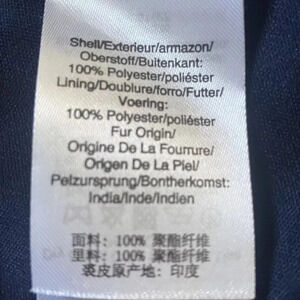 Shell/Exterieur/armazon/
Oberstoff/Buitenkant:
100% Polyester/poliéster
Lining/Doublure/forro/Futter/
Voering:
100% Polyester/poliéster
Fur Origin/
Origine De La Fourrure/
Origen De La Piel/
Pelzursprung/Bontherkomst:
India/Inde/Indien
面料: 100% 聚酯纤维
里料: 100% 聚酯纤维
裘皮原产地: 印度